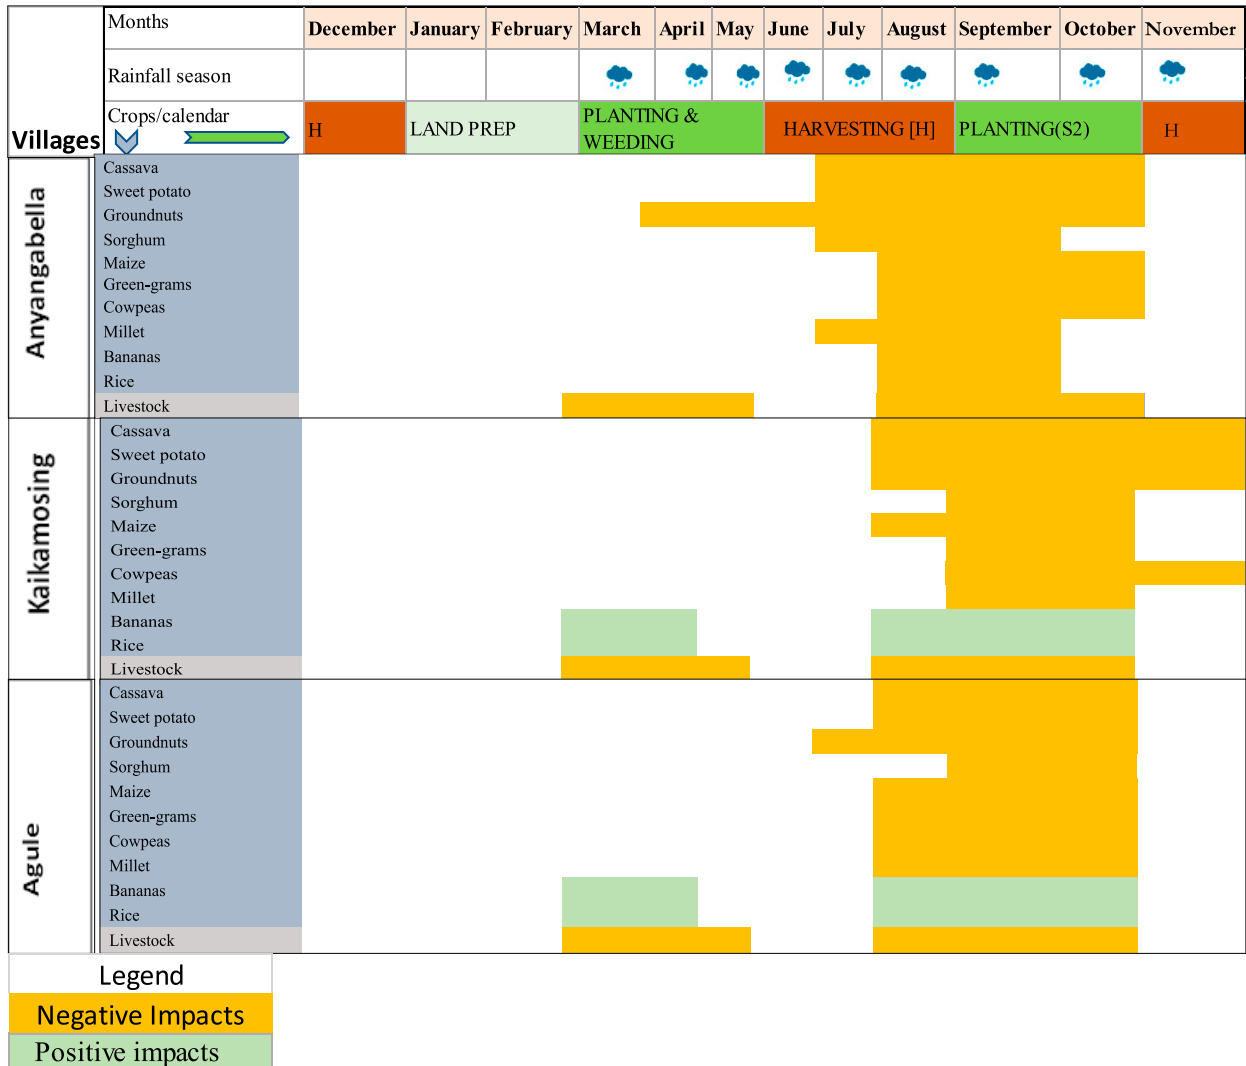 Months
December January February March April May June July August September October November
Rainfall season
Villages
Crops/calendar
H
LAND PREP
PLANTING &
WEEDING
HARVESTING [H]
PLANTING(S2)
H
Anyangabella
Cassava
Sweet potato
Groundnuts
Sorghum
Maize
Green-grams
Cowpeas
Millet
Bananas
Rice
Livestock
Kaikamosing
Cassava
Sweet potato
Groundnuts
Sorghum
Maize
Green-grams
Cowpeas
Millet
Bananas
Rice
Livestock
Agule
Cassava
Sweet potato
Groundnuts
Sorghum
Maize
Green-grams
Cowpeas
Millet
Bananas
Rice
Livestock
Legend
Negative Impacts
Positive impacts